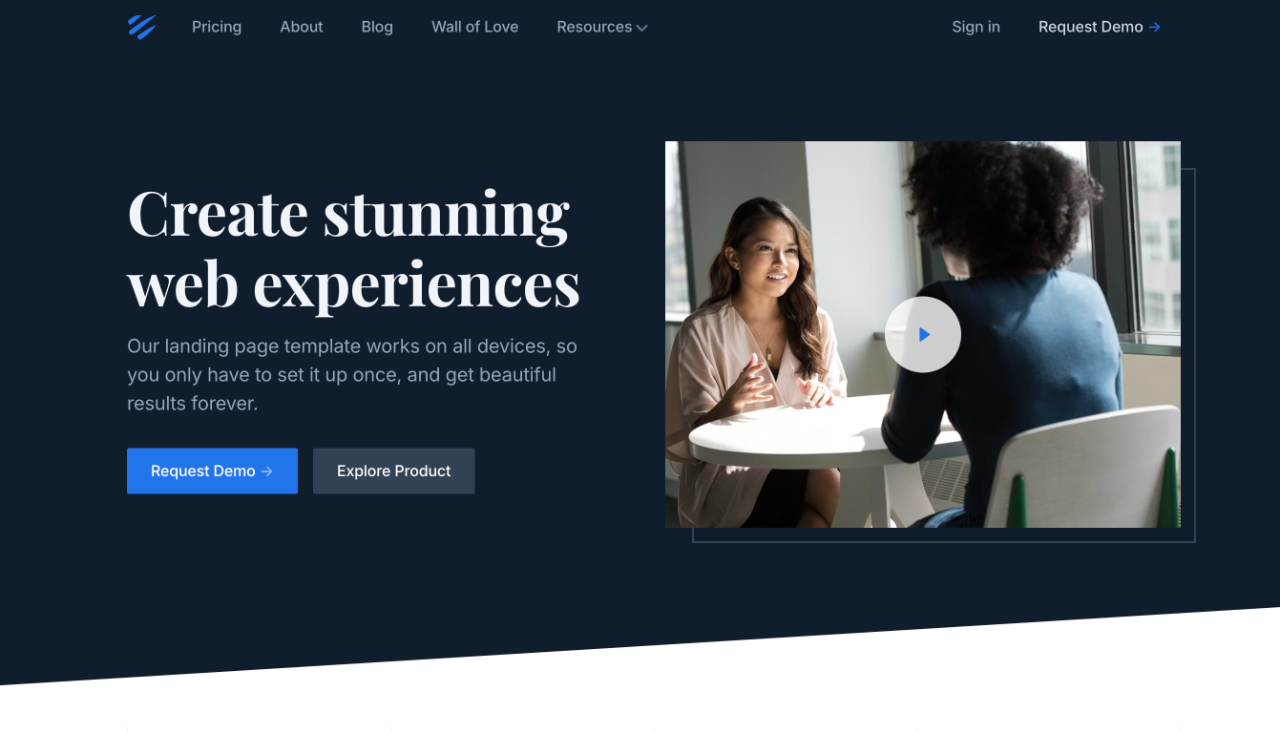 Pricing About Blog Wall of Love Resources Sign in Request Demo →
Create stunning
web experiences
Our landing page template works on all devices, so
you only have to set it up once, and get beautiful
results forever.
Request Demo → Explore Product